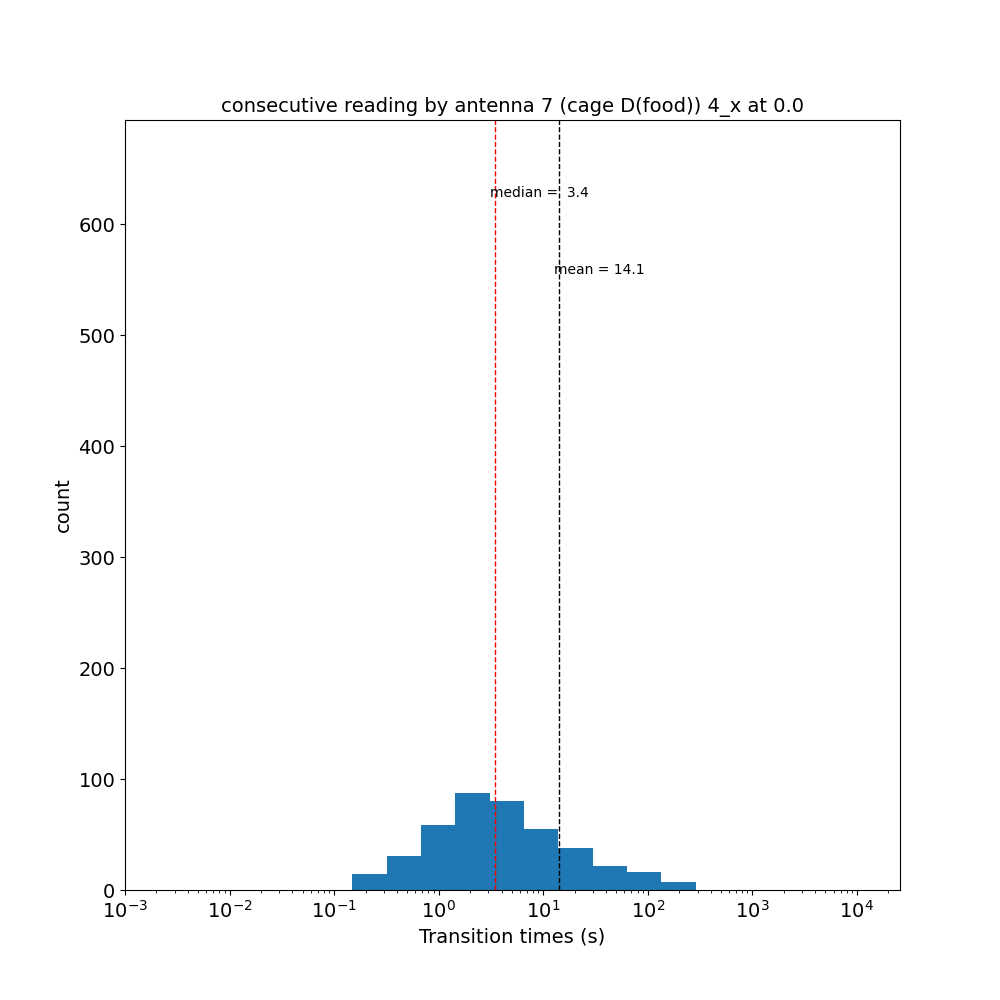 consecutive reading by antenna 7 (cage D(food)) 4_x at 0.0
median = 3.4
mean = 14.1
600
500
400
300
200
100
0
count
10⁻³ 10⁻² 10⁻¹ 10⁰ 10¹ 10² 10³ 10⁴
Transition times (s)